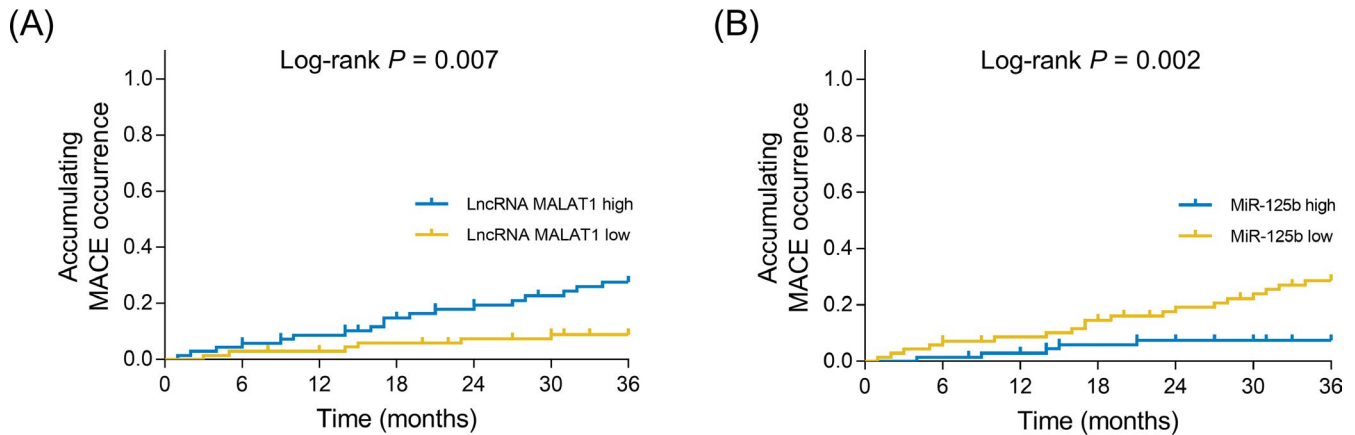 (A)
Log-rank P = 0.007
Accumulating
MACE occurrence
1.0
0.8
0.6
0.4
0.2
0.0
LncRNA MALAT1 high
LncRNA MALAT1 low
0 6 12 18 24 30 36
Time (months)
(B)
Log-rank P = 0.002
Accumulating
MACE occurrence
1.0
0.8
0.6
0.4
0.2
0.0
MiR-125b high
MiR-125b low
0 6 12 18 24 30 36
Time (months)